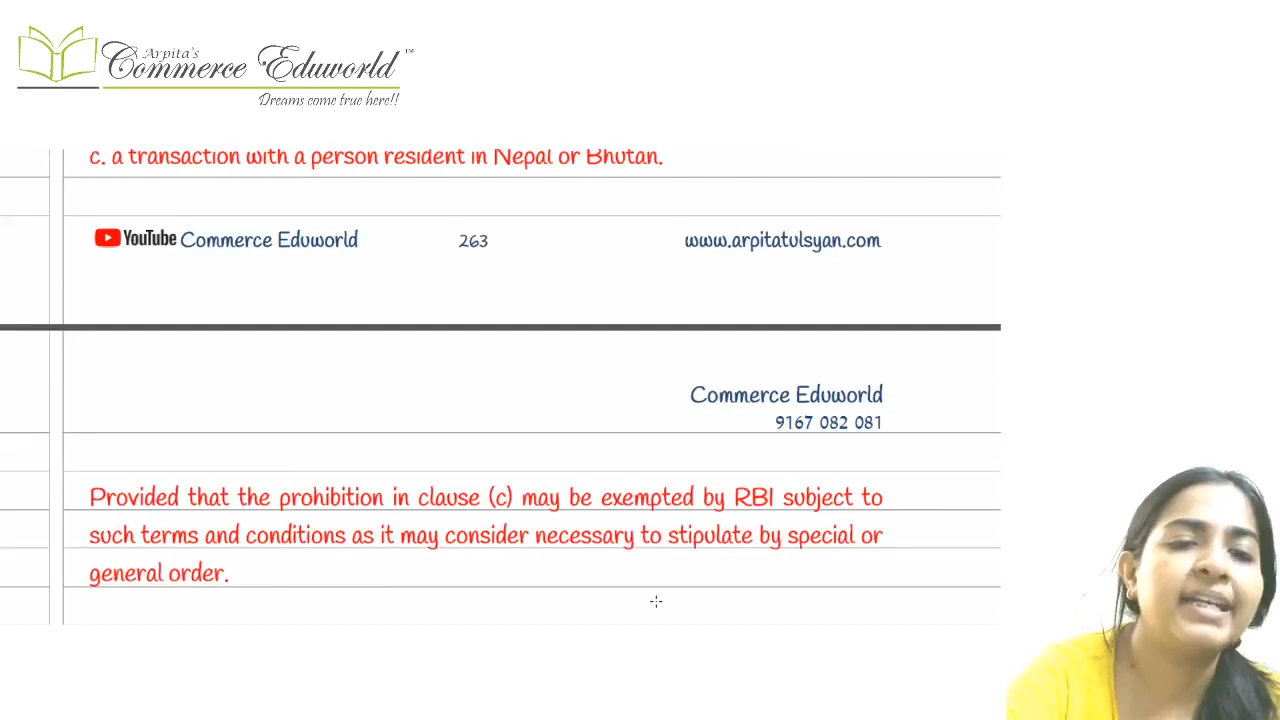 Arpita's
Commerce Eduworld™
Dreams come true here!!
c. a transaction with a person resident in Nepal or Bhutan.
YouTube Commerce Eduworld 263 www.arpitatulsyan.com
Commerce Eduworld
9167 082 081
Provided that the prohibition in clause (c) may be exempted by RBI subject to
such terms and conditions as it may consider necessary to stipulate by special or
general order.